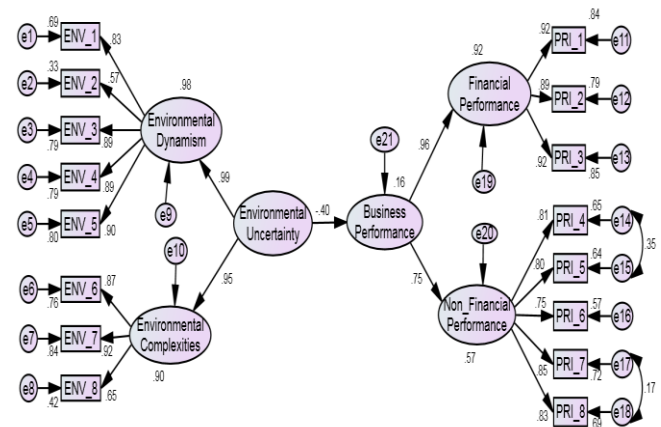 .69
e1
ENV_1
.83
.33
e2
ENV_2
.57
e3
ENV_3
.79
.89
e4
ENV_4
.79
.89
e5
ENV_5
.80
.90
.98
Environmental
Dynamism
e9
.99
e10
.95
e6
ENV_6
.76
.87
e7
ENV_7
.84
.92
e8
ENV_8
.42
.65
Environmental
Complexities
.90
Environmental
Uncertainty
-.40
e21
.16
Business
Performance
.96
.75
.92
Financial
Performance
e19
.92
PRI_1
.84
e11
.89
PRI_2
.79
e12
.92
PRI_3
.85
e13
e20
Non_Financial
Performance
.57
.81
PRI_4
.65
e14
.35
.80
PRI_5
.64
e15
.75
PRI_6
.57
e16
.85
PRI_7
.72
e17
.17
.83
PRI_8
.69
e18